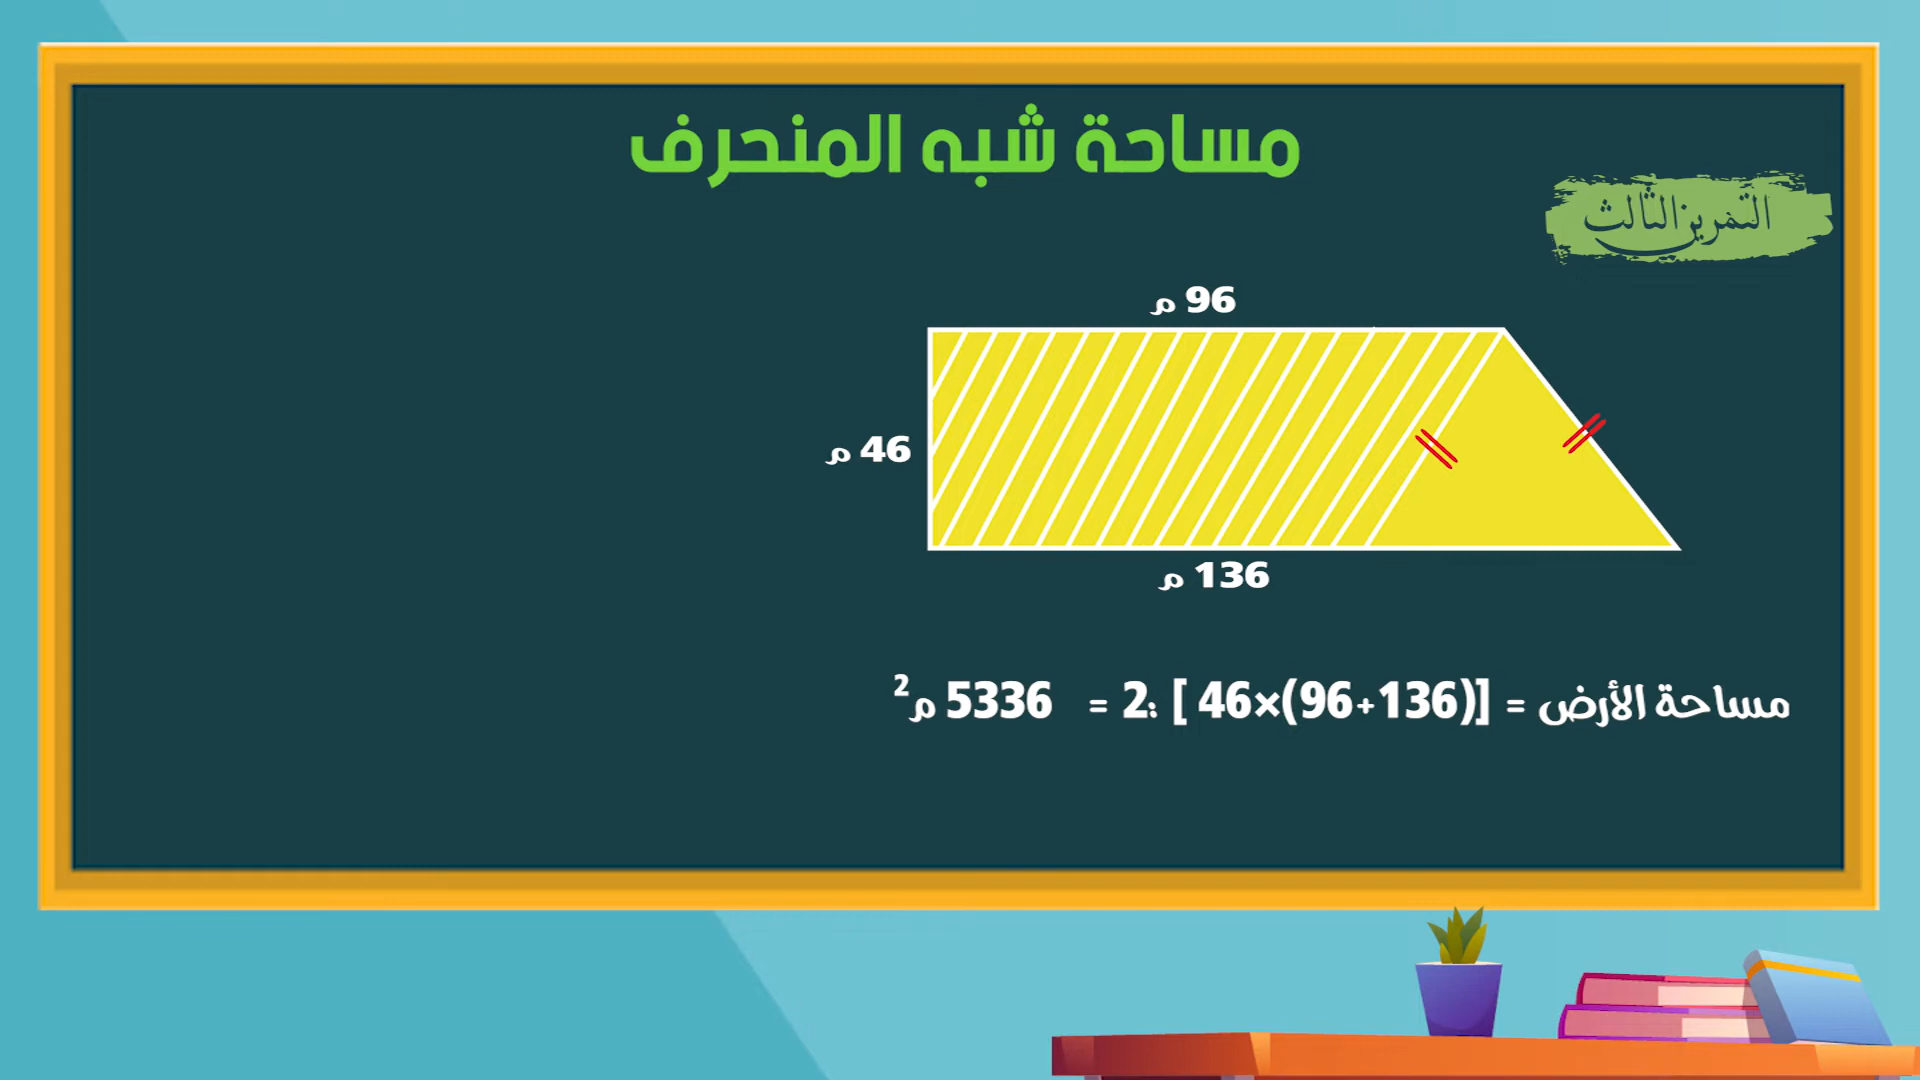 مساحة شبه المنحرف
التمرين الثالث
96 م
46 م
136 م
مساحة الأرض = [(136+96)×46 ] :2 = 5336 م²